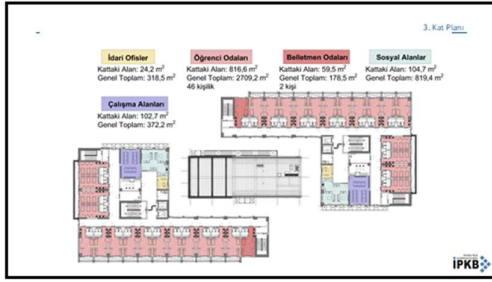 3. Kat Planı
İdari Ofisler
Kattaki Alan: 24,2 m²
Genel Toplam: 318,5 m²
Öğrenci Odaları
Kattaki Alan: 816,6 m²
Genel Toplam: 2709,2 m²
46 kişilik
Belletmen Odaları
Kattaki Alan: 59,5 m²
Genel Toplam: 178,5 m²
2 kişi
Sosyal Alanlar
Kattaki Alan: 104,7 m²
Genel Toplam: 819,4 m²
Çalışma Alanları
Kattaki Alan: 102,7 m²
Genel Toplam: 372,2 m²
İPKB